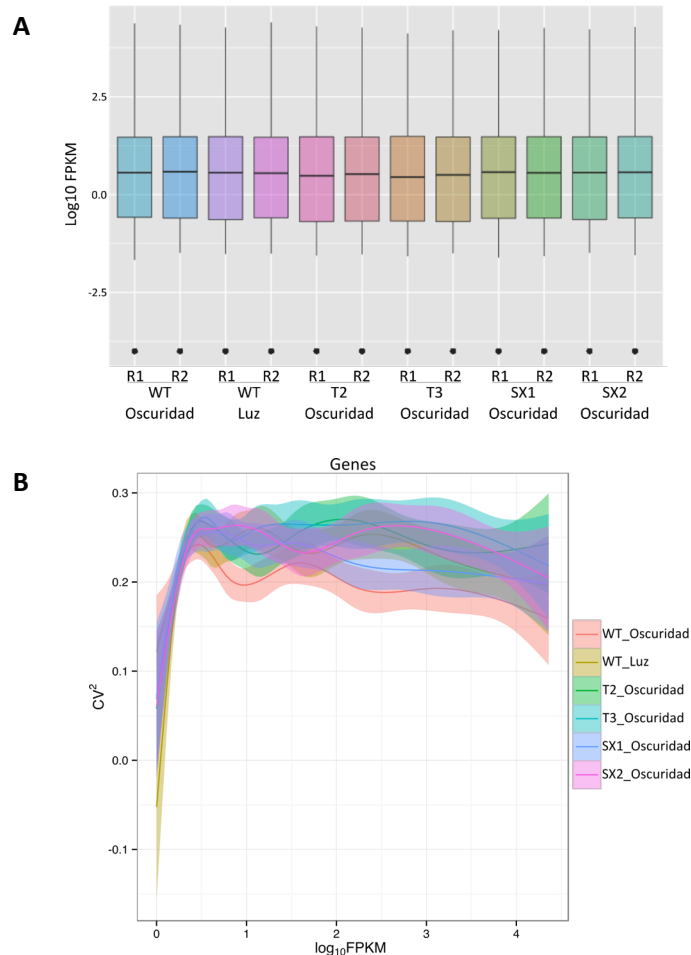 A
Log10 FPKM
2.5
0.0
-2.5
R1 R2 R1 R2 R1 R2 R1 R2 R1 R2 R1 R2
WT WT T2 T3 SX1 SX2
Oscuridad Luz Oscuridad Oscuridad Oscuridad Oscuridad
B
Genes
CV²
0.3
0.2
0.1
0.0
-0.1
0 1 2 3 4
log₁₀FPKM
WT_Oscuridad
WT_Luz
T2_Oscuridad
T3_Oscuridad
SX1_Oscuridad
SX2_Oscuridad